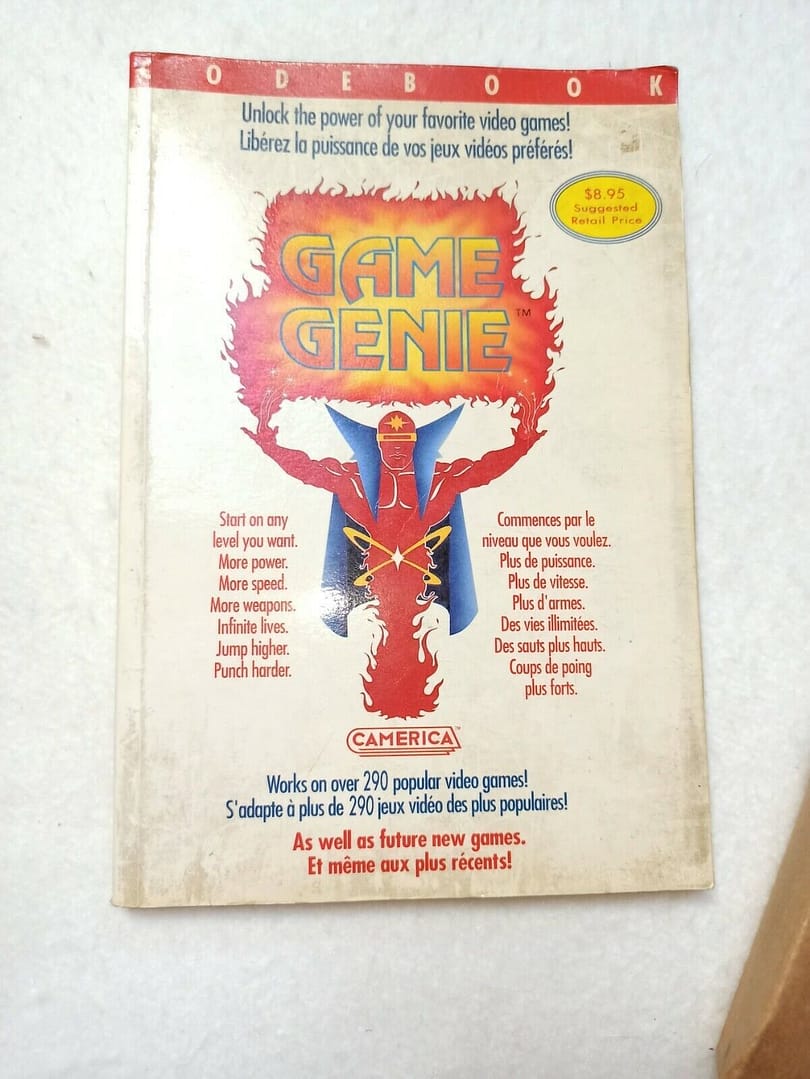 CODEBOOK
Unlock the power of your favorite video games!
Libérez la puissance de vos jeux vidéos préférés!
$8.95
Suggested
Retail Price
GAME
GENIE™
Start on any
level you want.
More power.
More speed.
More weapons.
Infinite lives.
Jump higher.
Punch harder.
Commences par le
niveau que vous voulez.
Plus de puissance.
Plus de vitesse.
Plus d'armes.
Des vies illimitées.
Des sauts plus hauts.
Coups de poing
plus forts.
CAMERICA™
Works on over 290 popular video games!
S'adapte à plus de 290 jeux vidéo des plus populaires!
As well as future new games.
Et même aux plus récents!